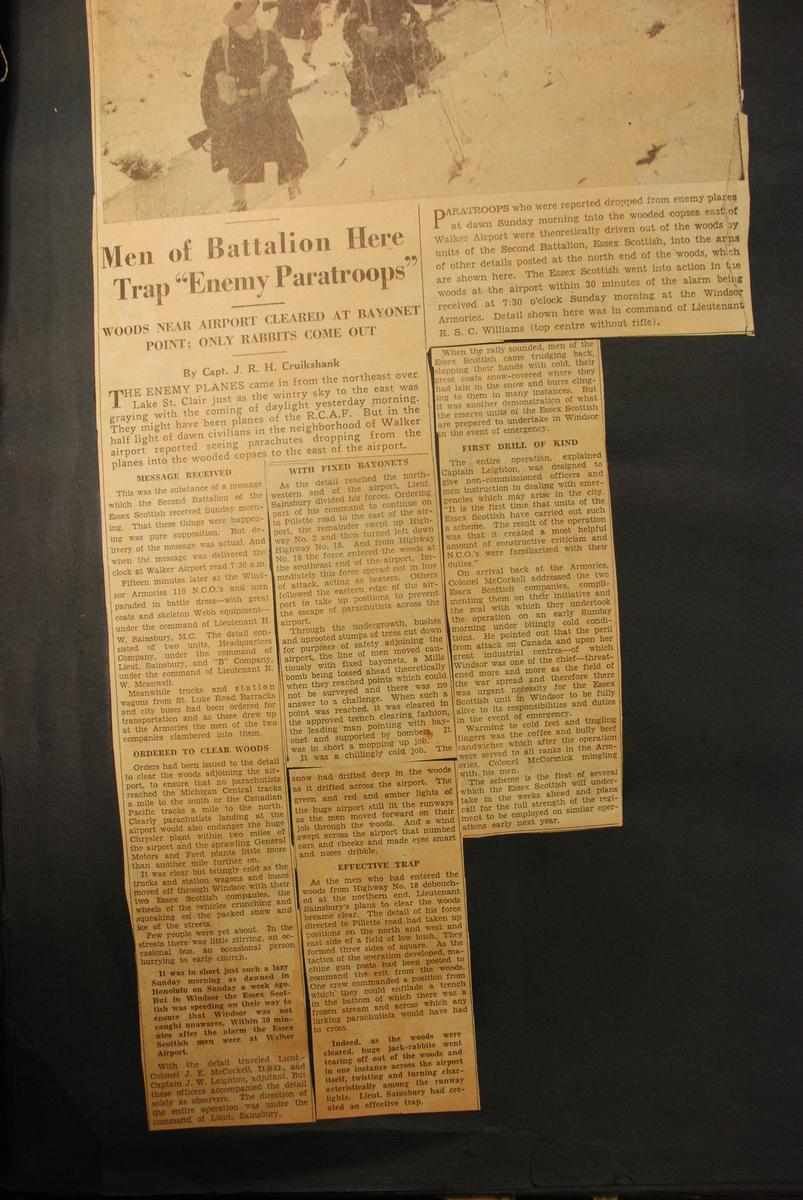 Men of Battalion Here
Trap "Enemy Paratroops"
WOODS NEAR AIRPORT CLEARED AT BAYONET
POINT; ONLY RABBITS COME OUT
By Capt. J. R. H. Cruikshank
THE ENEMY PLANES came in from the northeast over
Lake St. Clair just as the wintry sky to the east was
graying with the coming of daylight yesterday morning.
They might have been planes of the R.C.A.F. But in the
half light of dawn civilians in the neighborhood of Walker
airport reported seeing parachutes dropping from the
planes into the wooded copses to the east of the airport.
MESSAGE RECEIVED
This was the substance of a message
which the Second Battalion of the
Essex Scottish received Sunday morn-
ing. That these things were happen-
ing was pure supposition. But de-
livery of the message was actual. And
when the message was delivered the
clock at Walker Airport read 7:30 a.m.
Fifteen minutes later at the Wind-
sor Armories 110 N.C.O.'s and men
paraded in battle dress—with great
coats and skeleton Webb equipment—
under the command of Lieutenant H.
W. Sainsbury, M.C. The detail con-
sisted of two units, Headquarters
Company, under the command of
Lieut. Sainsbury, and "B" Company,
under the command of Lieutenant R.
W. Meanwell.
Meanwhile trucks and station
wagons from St. Luke Road Barracks
and city buses had been ordered for
transportation and as these drew up
at the Armories the men of the two
companies clambered into them.
ORDERED TO CLEAR WOODS
Orders had been issued to the detail
to clear the woods adjoining the air-
port, to ensure that no parachutists
reached the Michigan Central tracks
a mile to the south or the Canadian
Pacific tracks a mile to the north.
Clearly parachutists landing at the
airport would also endanger the huge
Chrysler plant within two miles of
the airport and the sprawling General
Motors and Ford plants little more
than another mile further on.
It was clear but bitingly cold as the
trucks and station wagons and buses
moved off through Windsor with their
two Essex Scottish companies, the
wheels of the vehicles crunching and
squeaking on the packed snow and
ice of the streets.
Few people were yet about. In the
streets there was little stirring, an oc-
casional bus, an occasional person
hurrying to early church.
It was in short just such a lazy
Sunday morning as dawned in
Honolulu on Sunday a week ago.
But in Windsor the Essex Scot-
tish was speeding on their way to
ensure that Windsor was not
caught unawares. Within 30 min-
utes after the alarm the Essex
Scottish men were at Walker
Airport.
With the detail traveled Lieut.-
Colonel J. E. McCorkell, D.S.O., and
Captain J. W. Leighton, adjutant. But
these officers accompanied the detail
solely as observers. The direction of
the entire operation was under the
command of Lieut. Sainsbury.
WITH FIXED BAYONETS
As the detail reached the north-
western end of the airport, Lieut.
Sainsbury divided his forces. Ordering
part of his command to continue on
to Pillette road to the east of the air-
port, the remainder swept up High-
way No. 2 and then turned left down
Highway No. 18. And from Highway
No. 18 the force entered the woods at
the southeast end of the airport. Im-
mediately this force spread out in line
of attack, acting as beaters. Others
followed the eastern edge of the air-
port to take up positions to prevent
the escape of parachutists across the
airport.
Through the undergrowth, bushes
and uprooted stumps of trees cut down
for purposes of safety adjoining the
airport, the line of men moved cau-
tiously with fixed bayonets, a Mills
bomb being tossed ahead theoretically
when they reached points which could
not be surveyed and there was no
answer to a challenge. When such a
point was reached, it was cleared in
the approved trench clearing fashion,
the leading man pointing with bay-
onet and supported by bombers. It
was in short a mopping up job.
It was a chillingly cold job. The
snow had drifted deep in the woods
as it drifted across the airport. The
green and red and amber lights of
the huge airport still lit the runways
as the men moved forward on their
job through the woods. And a wind
swept across the airport that numbed
ears and cheeks and made eyes smart
and noses dribble.
EFFECTIVE TRAP
As the men who had entered the
woods from Highway No. 18 debouch-
ed at the northern end, Lieutenant
Sainsbury's plans to clear the woods
became clear. The detail of his force
directed to Pillette road had taken up
positions on the north and west and
east side of a field of low bush. They
formed three sides of square. As the
tactics of the operation developed, ma-
chine gun posts had been posted to
command the exit from the woods.
One crew commanded a position from
which they could enfilade a trench
in the bottom of which there was a
frozen stream and across which any
lurking parachutists would have had
to cross.
Indeed, as the woods were
cleared, huge jack-rabbits went
tearing off out of the woods and
in one instance across the airport
itself, twisting and turning char-
acteristically among the runway
lights. Lieut. Sainsbury had cre-
ated an effective trap.
PARATROOPS who were reported dropped from enemy planes
at dawn Sunday morning into the wooded copses east of
Walker Airport were theoretically driven out of the woods by
units of the Second Battalion, Essex Scottish, into the arms
of other details posted at the north end of the woods, which
are shown here. The Essex Scottish went into action in the
woods at the airport within 30 minutes of the alarm being
received at 7:30 o'clock Sunday morning at the Windsor
Armories. Detail shown here was in command of Lieutenant
R. S. C. Williams (top centre without rifle).
When the rally sounded, men of the
Essex Scottish came trudging back,
slapping their hands with cold, their
great coats snow-covered where they
had lain in the snow and burrs cling-
ing to them in many instances. But
it was another demonstration of what
the reserve units of the Essex Scottish
are prepared to undertake in Windsor
in the event of emergency.
FIRST DRILL OF KIND
The entire operation, explained
Captain Leighton, was designed to
give non-commissioned officers and
men instruction in dealing with emer-
gencies which may arise in the city.
"It is the first time that units of the
Essex Scottish have carried out such
a scheme. The result of the operation
was that it created a most helpful
amount of constructive criticism and
N.C.O.'s were familiarized with their
duties."
On arrival back at the Armories,
Colonel McCorkell addressed the two
Essex Scottish companies, compli-
menting them on their initiative and
the zeal with which they undertook
the operation on an early Sunday
morning under bitingly cold condi-
tions. He pointed out that the peril
from attack on Canada and upon her
great industrial centres—of which
Windsor was one of the chief—threat-
ened more and more as the field of
the war spread and therefore there
was urgent necessity for the Essex
Scottish unit in Windsor to be fully
alive to its responsibilities and duties
in the event of emergency.
Warming to cold feet and tingling
fingers was the coffee and bully beef
sandwiches which after the operation
were served to all ranks in the Arm-
ories, Colonel McCormick mingling
with his men.
The scheme is the first of several
which the Essex Scottish will under-
take in the weeks ahead and plans
call for the full strength of the regi-
ment to be employed on similar oper-
ations early next year.